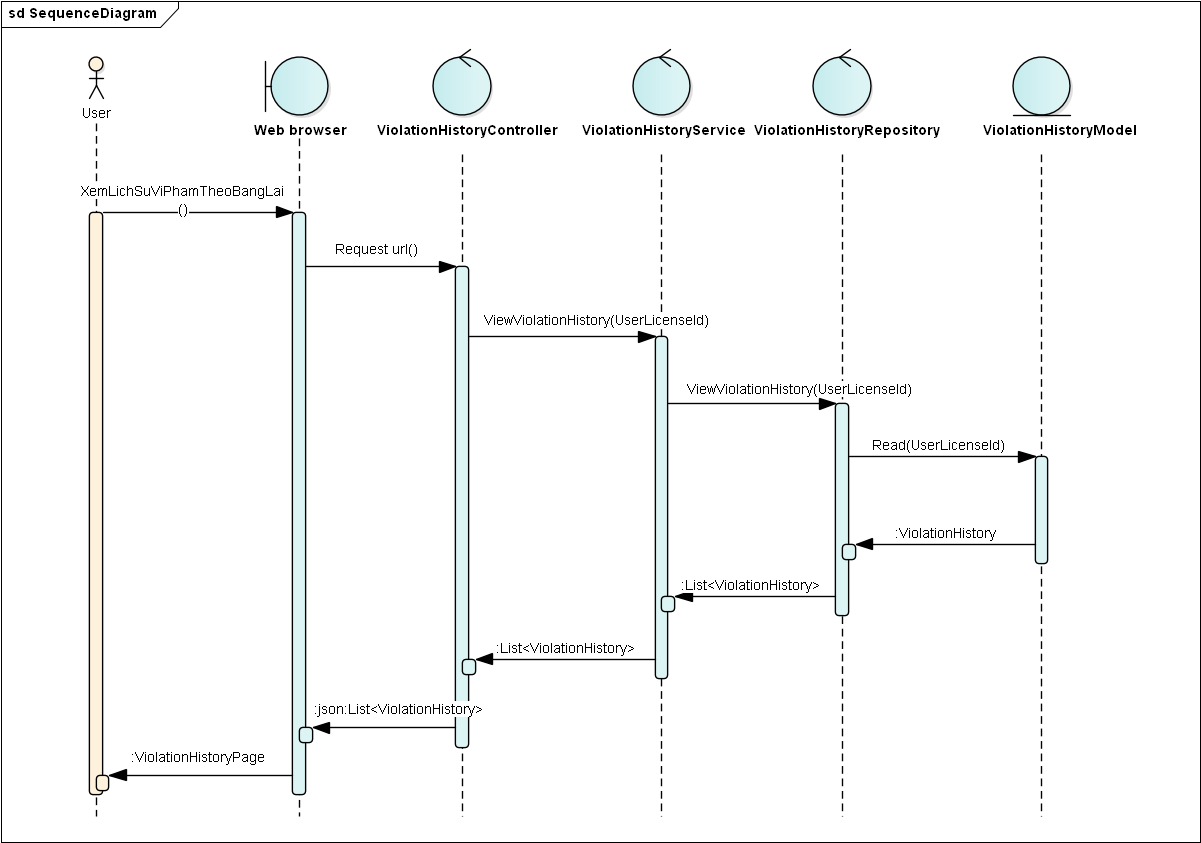 sd SequenceDiagram
User
Web browser
ViolationHistoryController
ViolationHistoryService
ViolationHistoryRepository
ViolationHistoryModel
XemLichSuViPhamTheoBangLai
()
Request url()
ViewViolationHistory(UserLicenseId)
ViewViolationHistory(UserLicenseId)
Read(UserLicenseId)
:ViolationHistory
:List<ViolationHistory>
:List<ViolationHistory>
:json:List<ViolationHistory>
:ViolationHistoryPage